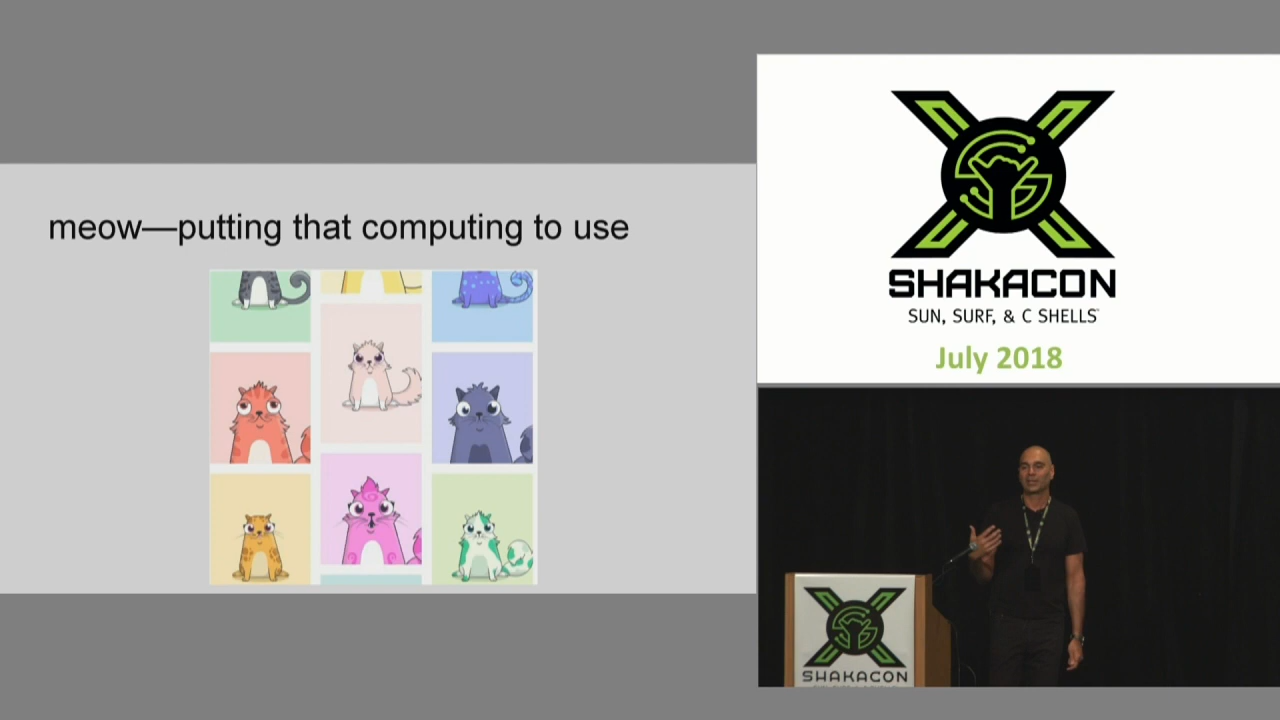 meow—putting that computing to use
SHAKACON
SUN, SURF, & C SHELLS
July 2018
SHAKACON